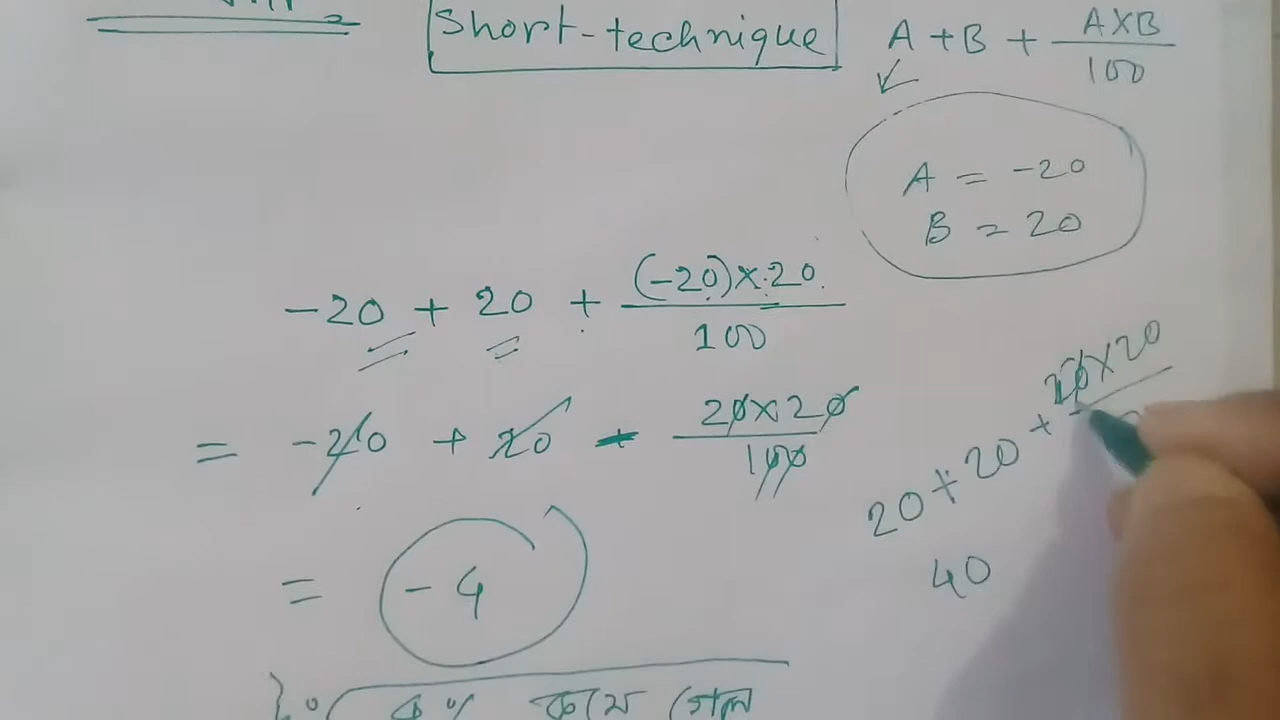 Short-technique
A + B + A×B / 100
A = -20
B = 20
-20 + 20 + (-20)×20 / 100
= -20 + 20 - 20×20 / 100
20 + 20 + 20×20
40
= -4